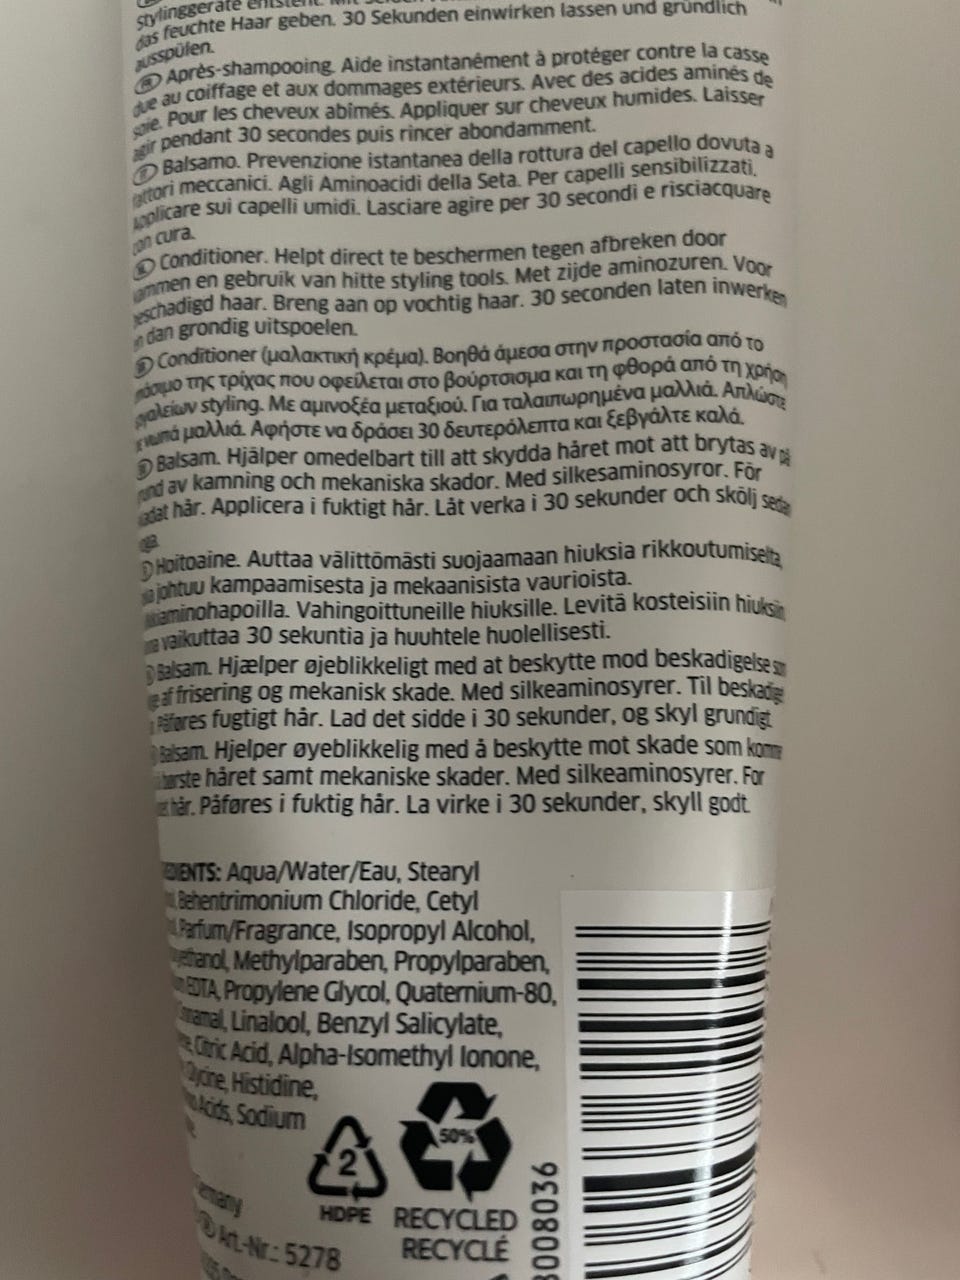 Stylinggeräte entsteht.
das feuchte Haar geben. 30 Sekunden einwirken lassen und gründlich
ausspülen.
Après-shampooing. Aide instantanément à protéger contre la casse
due au coiffage et aux dommages extérieurs. Avec des acides aminés de
soie. Pour les cheveux abîmés. Appliquer sur cheveux humides. Laisser
agir pendant 30 secondes puis rincer abondamment.
Balsamo. Prevenzione istantanea della rottura del capello dovuta a
fattori meccanici. Agli Aminoacidi della Seta. Per capelli sensibilizzati.
Applicare sui capelli umidi. Lasciare agire per 30 secondi e risciacquare
con cura.
Conditioner. Helpt direct te beschermen tegen afbreken door
kammen en gebruik van hitte styling tools. Met zijde aminozuren. Voor
beschadigd haar. Breng aan op vochtig haar. 30 seconden laten inwerken
en dan grondig uitspoelen.
Conditioner (μαλακτική κρέμα). Βοηθά άμεσα στην προστασία από το
σπάσιμο της τρίχας που οφείλεται στο βούρτσισμα και τη φθορά από τη χρήση
εργαλείων styling. Με αμινοξέα μεταξιού. Για ταλαιπωρημένα μαλλιά. Απλώστε
σε νωπά μαλλιά. Αφήστε να δράσει 30 δευτερόλεπτα και ξεβγάλτε καλά.
Balsam. Hjälper omedelbart till att skydda håret mot att brytas av på
grund av kamning och mekaniska skador. Med silkesaminosyror. För
skadat hår. Applicera i fuktigt hår. Låt verka i 30 sekunder och skölj sedan
noga.
Hoitoaine. Auttaa välittömästi suojaamaan hiuksia rikkoutumiselta,
joka johtuu kampaamisesta ja mekaanisista vaurioista.
Silkkiaminohapoilla. Vahingoittuneille hiuksille. Levitä kosteisiin hiuksiin
anna vaikuttaa 30 sekuntia ja huuhtele huolellisesti.
Balsam. Hjælper øjeblikkeligt med at beskytte mod beskadigelse som
af frisering og mekanisk skade. Med silkeaminosyrer. Til beskadiget
Påføres fugtigt hår. Lad det sidde i 30 sekunder, og skyl grundigt.
Balsam. Hjelper øyeblikkelig med å beskytte mot skade som kommer
børste håret samt mekaniske skader. Med silkeaminosyrer. For
hår. Påføres i fuktig hår. La virke i 30 sekunder, skyll godt.
INGREDIENTS: Aqua/Water/Eau, Stearyl
Behentrimonium Chloride, Cetyl
Parfum/Fragrance, Isopropyl Alcohol,
Methylparaben, Propylparaben,
EDTA, Propylene Glycol, Quaternium-80,
Linalool, Benzyl Salicylate,
Citric Acid, Alpha-Isomethyl Ionone,
Glycine, Histidine,
Acids, Sodium
2
HDPE
50%
RECYCLED
RECYCLÉ
Germany
Art.-Nr.: 5278
3008036